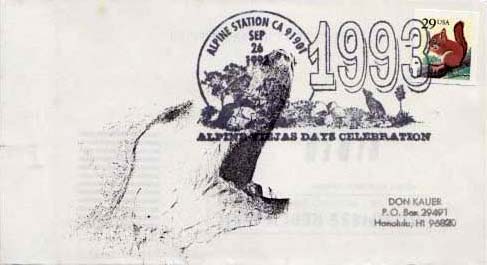 ALPINE STATION CA 91901
SEP
26
1993
1993
29 USA
ALPINE VIEJAS DAYS CELEBRATION
DON KAUER
P.O. Box 29491
Honolulu, HI 96820